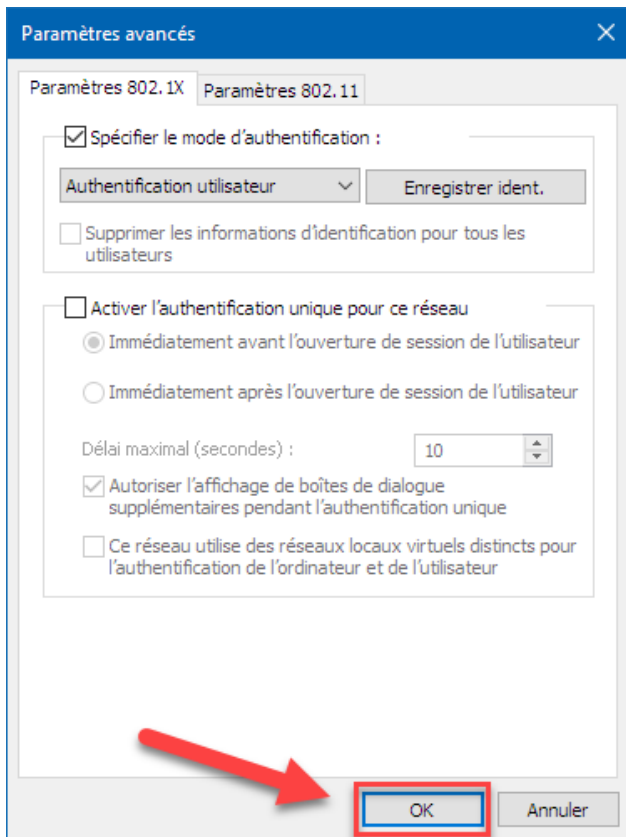 Paramètres avancés
Paramètres 802.1X Paramètres 802.11
Spécifier le mode d'authentification :
Authentification utilisateur Enregistrer ident.
Supprimer les informations d'identification pour tous les
utilisateurs
Activer l'authentification unique pour ce réseau
Immédiatement avant l'ouverture de session de l'utilisateur
Immédiatement après l'ouverture de session de l'utilisateur
Délai maximal (secondes) : 10
Autoriser l'affichage de boîtes de dialogue
supplémentaires pendant l'authentification unique
Ce réseau utilise des réseaux locaux virtuels distincts pour
l'authentification de l'ordinateur et de l'utilisateur
OK Annuler